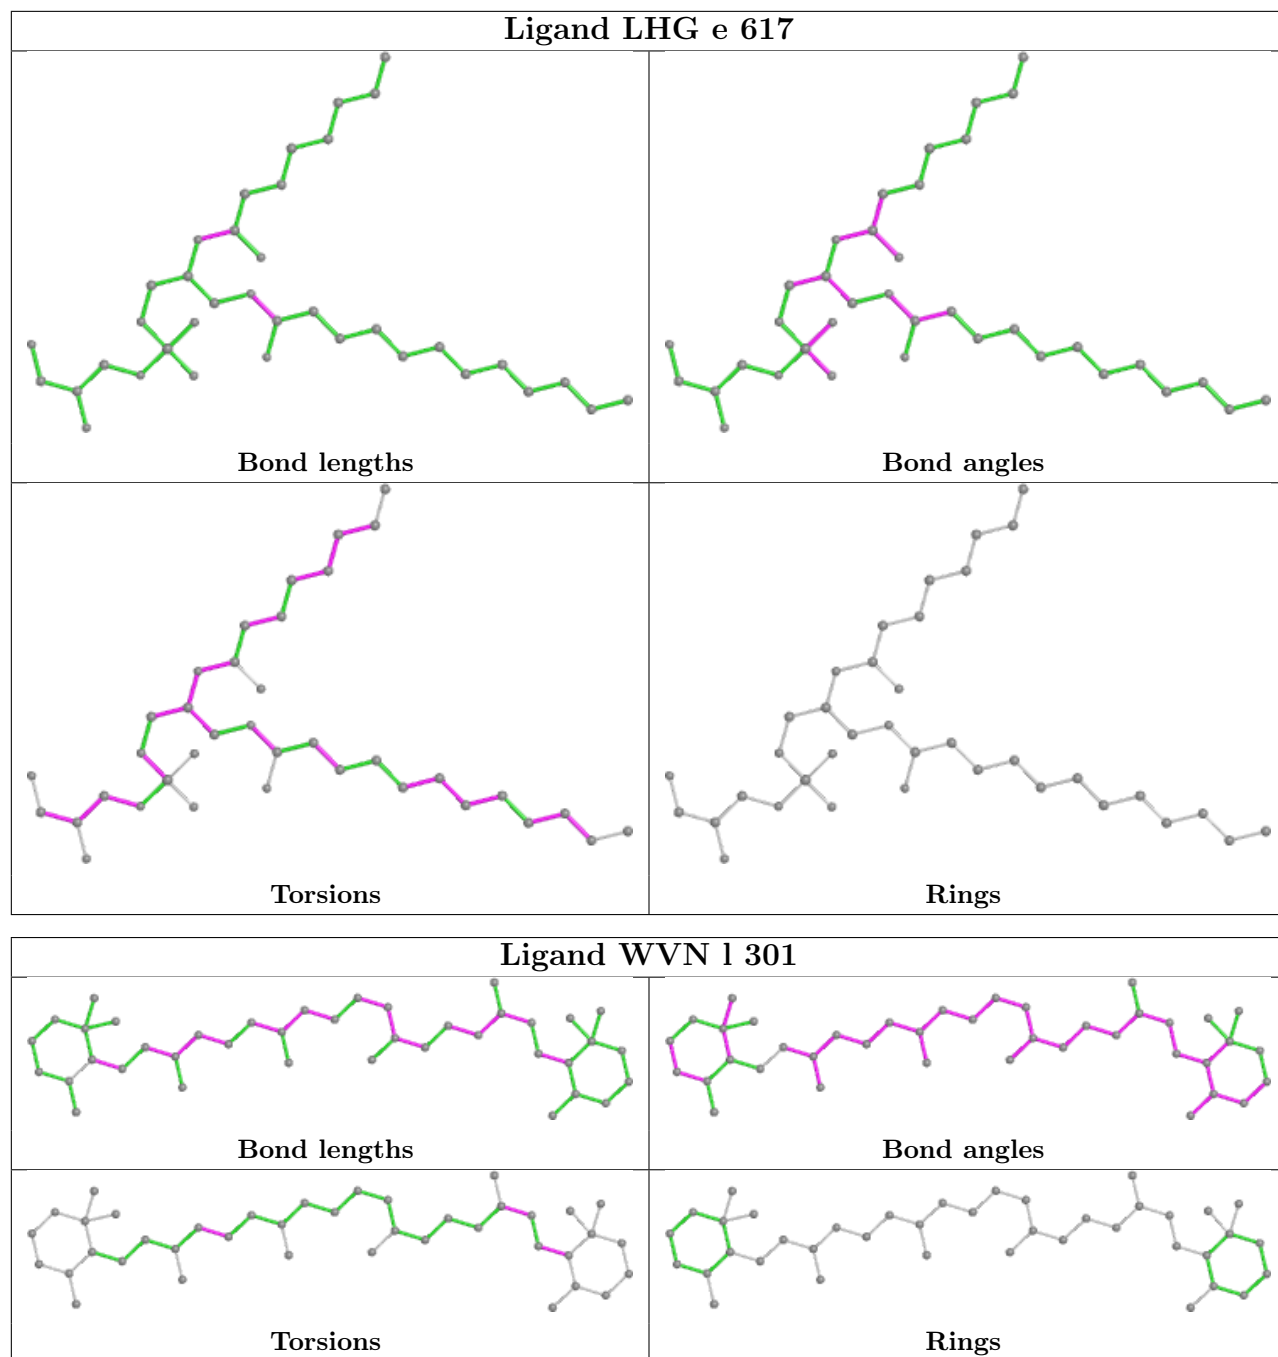 Ligand LHG e 617
Bond lengths
Bond angles
Torsions
Rings
Ligand WVN l 301
Bond lengths
Bond angles
Torsions
Rings